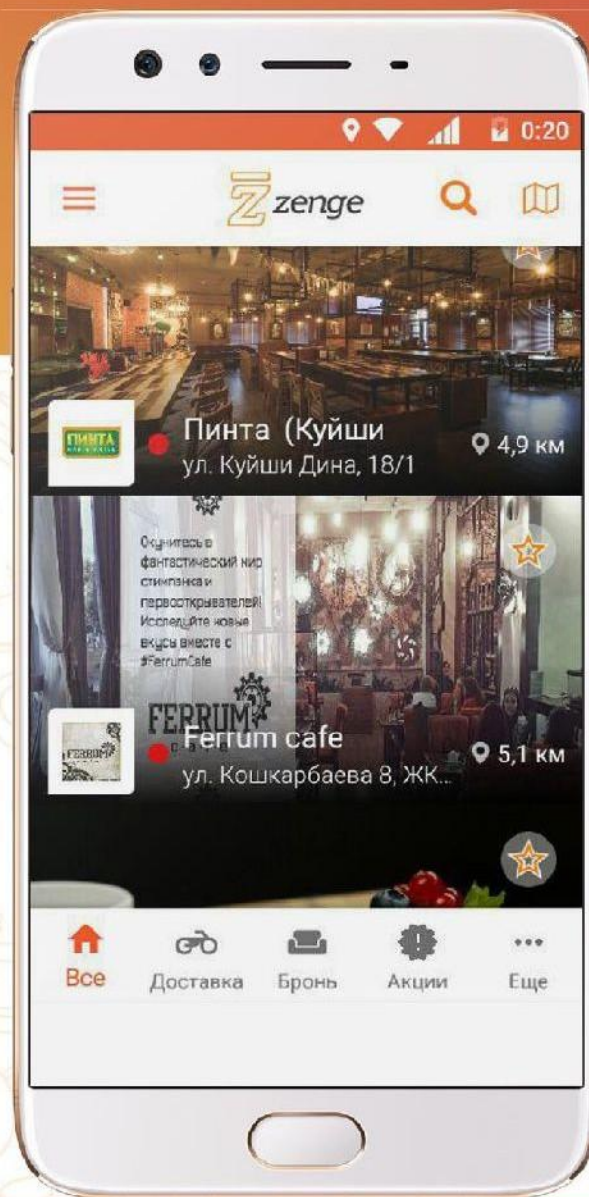 0:20
zenge
ПИНТА
Пинта (Куйши
ул. Куйши Дина, 18/1
4,9 км
Окунитесь в
фантастический мир
стимпанка и
первооткрывателей!
Исследуйте новые
вкусы вместе с
#FerrumCafe
FERRUM
FERRUM
Ferrum cafe
ул. Кошкарбаева 8, ЖК...
5,1 км
Все
Доставка
Бронь
Акции
Еще